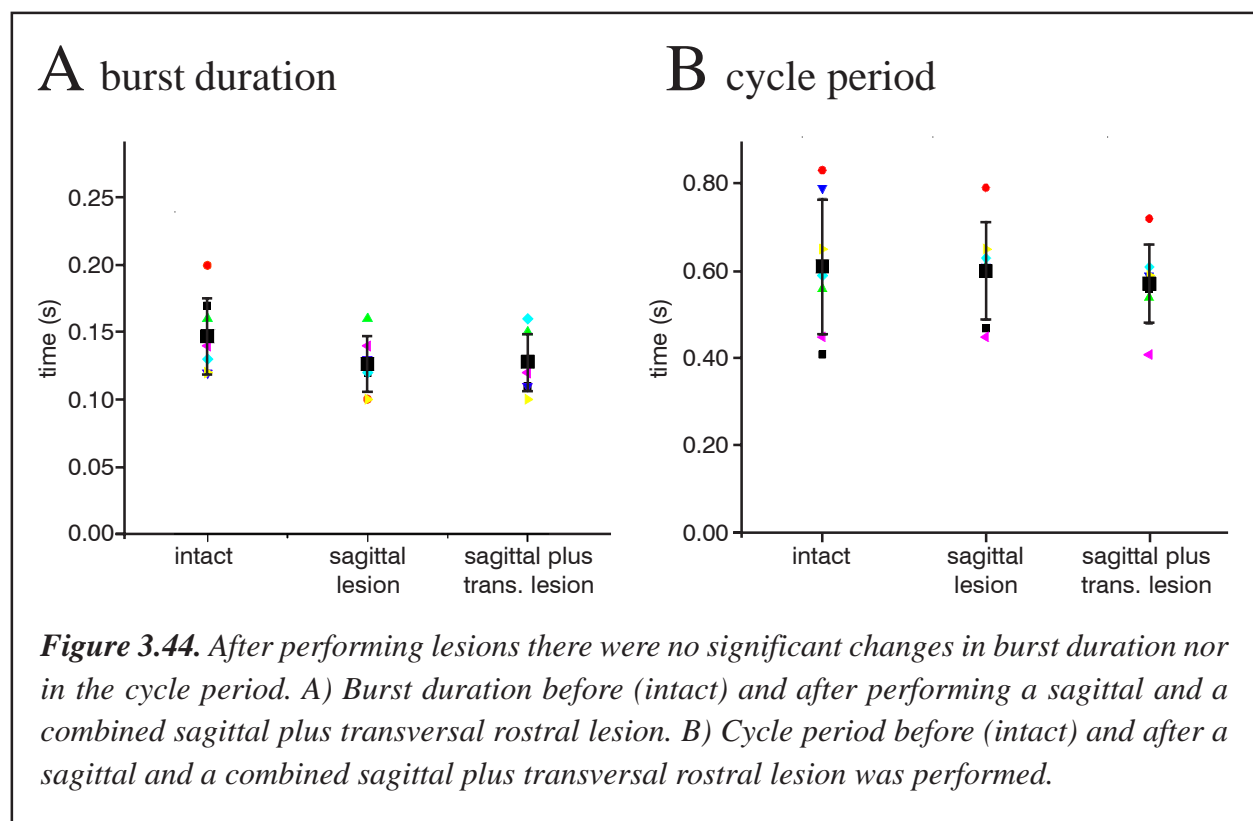 A burst duration
B cycle period
time (s)
0.25
0.20
0.15
0.10
0.05
0.00
intact
sagittal
lesion
sagittal plus
trans. lesion
time (s)
0.80
0.60
0.40
0.20
0.00
intact
sagittal
lesion
sagittal plus
trans. lesion
Figure 3.44. After performing lesions there were no significant changes in burst duration nor
in the cycle period. A) Burst duration before (intact) and after performing a sagittal and a
combined sagittal plus transversal rostral lesion. B) Cycle period before (intact) and after a
sagittal and a combined sagittal plus transversal rostral lesion was performed.